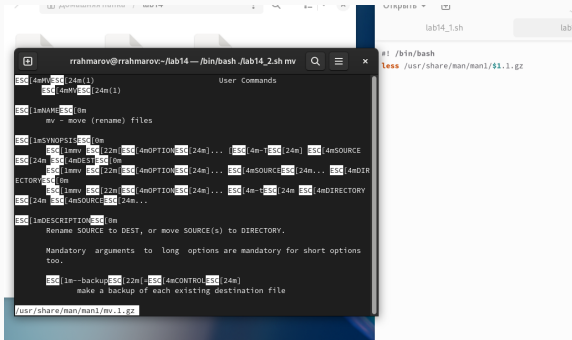 Открыть
lab14
lab14_1.sh
lab
rrahmarov@rrahmarov:~/lab14 — /bin/bash ./lab14_2.sh mv
#! /bin/bash
less /usr/share/man/man1/$1.1.gz
ESC[4mMVESC[24m(1) User Commands
ESC[4mMVESC[24m(1)
ESC[1mNAMEESC[0m
mv - move (rename) files
ESC[1mSYNOPSISESC[0m
ESC[1mmv ESC[22m[ESC[4mOPTIONESC[24m]... [ESC[4m-TESC[24m] ESC[4mSOURCE
ESC[24m ESC[4mDESTESC[0m
ESC[1mmv ESC[22m[ESC[4mOPTIONESC[24m]... ESC[4mSOURCEESC[24m... ESC[4mDIR
ECTORYESC[0m
ESC[1mmv ESC[22m[ESC[4mOPTIONESC[24m]... ESC[4m-tESC[24m ESC[4mDIRECTORY
ESC[24m ESC[4mSOURCEESC[24m...
ESC[1mDESCRIPTIONESC[0m
Rename SOURCE to DEST, or move SOURCE(s) to DIRECTORY.
Mandatory arguments to long options are mandatory for short options
too.
ESC[1m--backupESC[22m[=ESC[4mCONTROLESC[24m]
make a backup of each existing destination file
/usr/share/man/man1/mv.1.gz